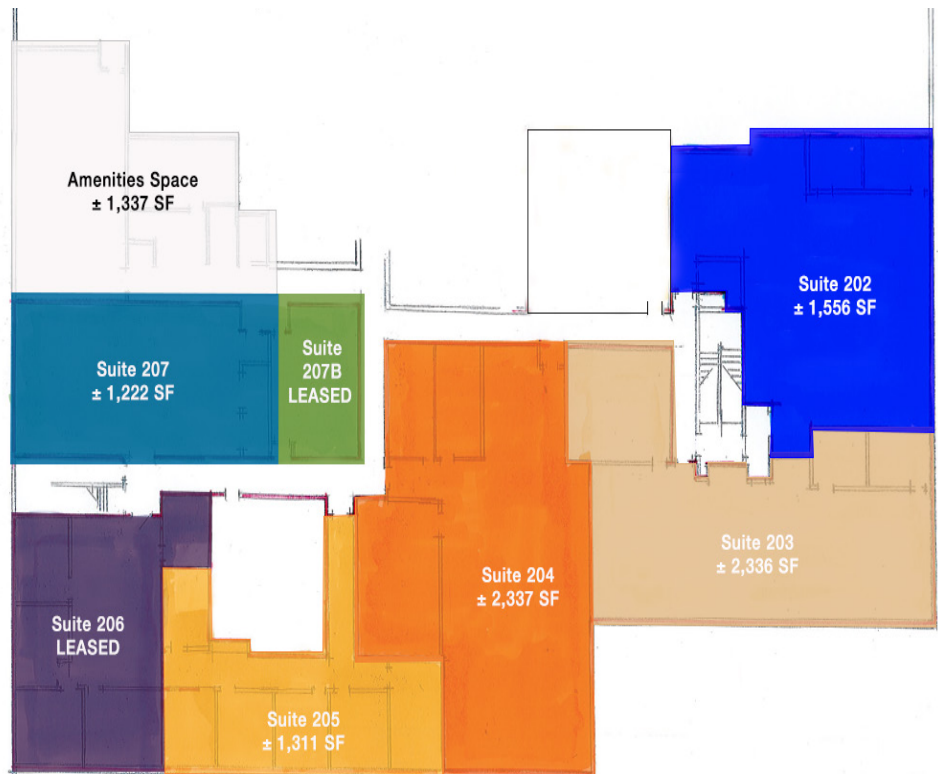 Amenities Space
± 1,337 SF
Suite 202
± 1,556 SF
Suite 207
± 1,222 SF
Suite
207B
LEASED
Suite 203
± 2,336 SF
Suite 204
± 2,337 SF
Suite 206
LEASED
Suite 205
± 1,311 SF